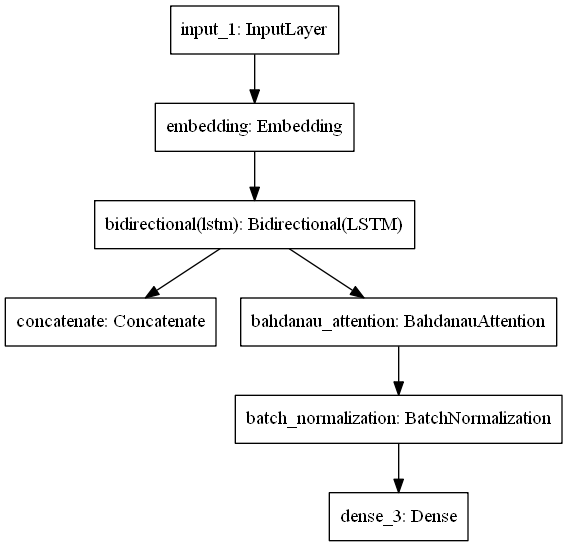 input_1: InputLayer
embedding: Embedding
bidirectional(lstm): Bidirectional(LSTM)
concatenate: Concatenate
bahdanau_attention: BahdanauAttention
batch_normalization: BatchNormalization
dense_3: Dense